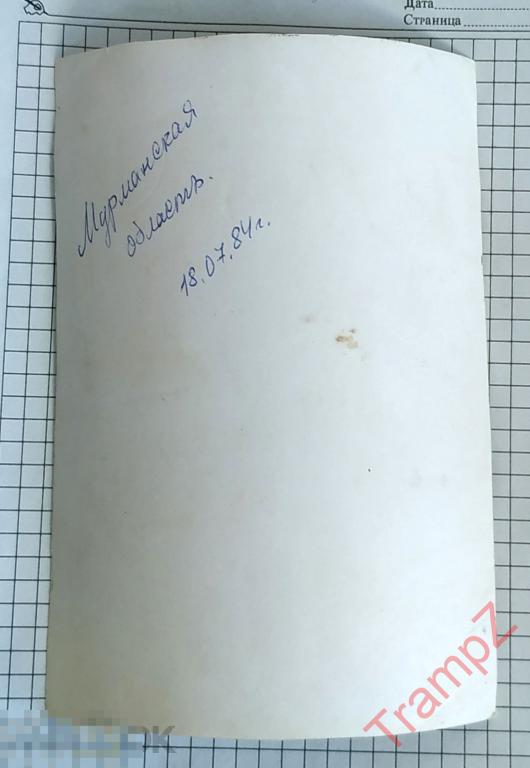 Дата
Страница
Мурманская
область.
18.07.84г.
TrampZ